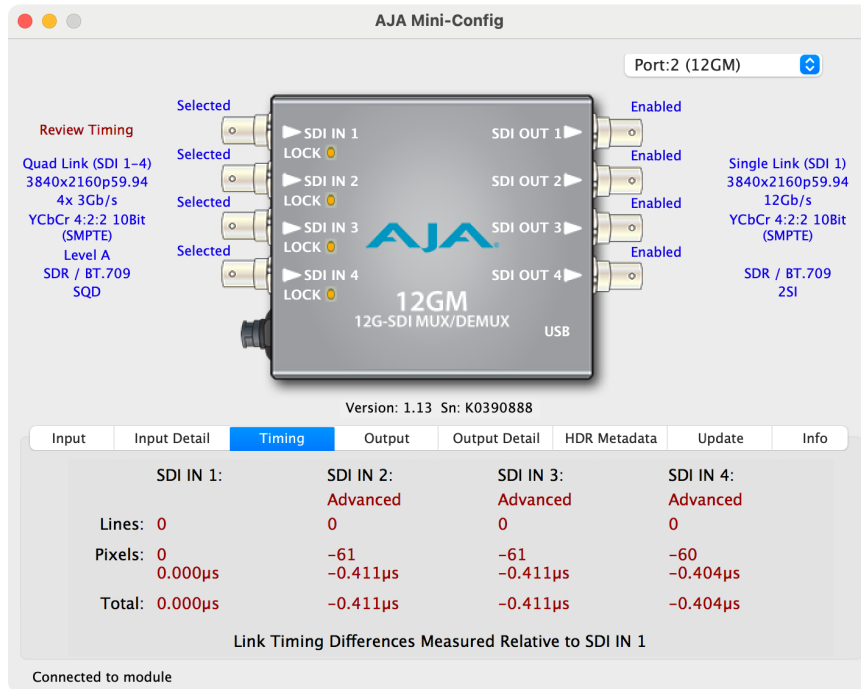 AJA Mini-Config
Port:2 (12GM)
Selected
Enabled
Review Timing
SDI IN 1
SDI OUT 1
LOCK
Selected
Enabled
Quad Link (SDI 1-4)
3840x2160p59.94
4x 3Gb/s
YCbCr 4:2:2 10Bit
(SMPTE)
Level A
SDR / BT.709
SQD
SDI IN 2
SDI OUT 2
LOCK
Single Link (SDI 1)
3840x2160p59.94
12Gb/s
YCbCr 4:2:2 10Bit
(SMPTE)
SDR / BT.709
2SI
Selected
Enabled
SDI IN 3
SDI OUT 3
LOCK
AJA
Selected
Enabled
SDI IN 4
SDI OUT 4
LOCK
12GM
12G-SDI MUX/DEMUX
USB
Version: 1.13 Sn: K0390888
Input Input Detail Timing Output Output Detail HDR Metadata Update Info
SDI IN 1: SDI IN 2: SDI IN 3: SDI IN 4:
Advanced Advanced Advanced
Lines: 0 0 0 0
Pixels: 0 -61 -61 -60
0.000µs -0.411µs -0.411µs -0.404µs
Total: 0.000µs -0.411µs -0.411µs -0.404µs
Link Timing Differences Measured Relative to SDI IN 1
Connected to module